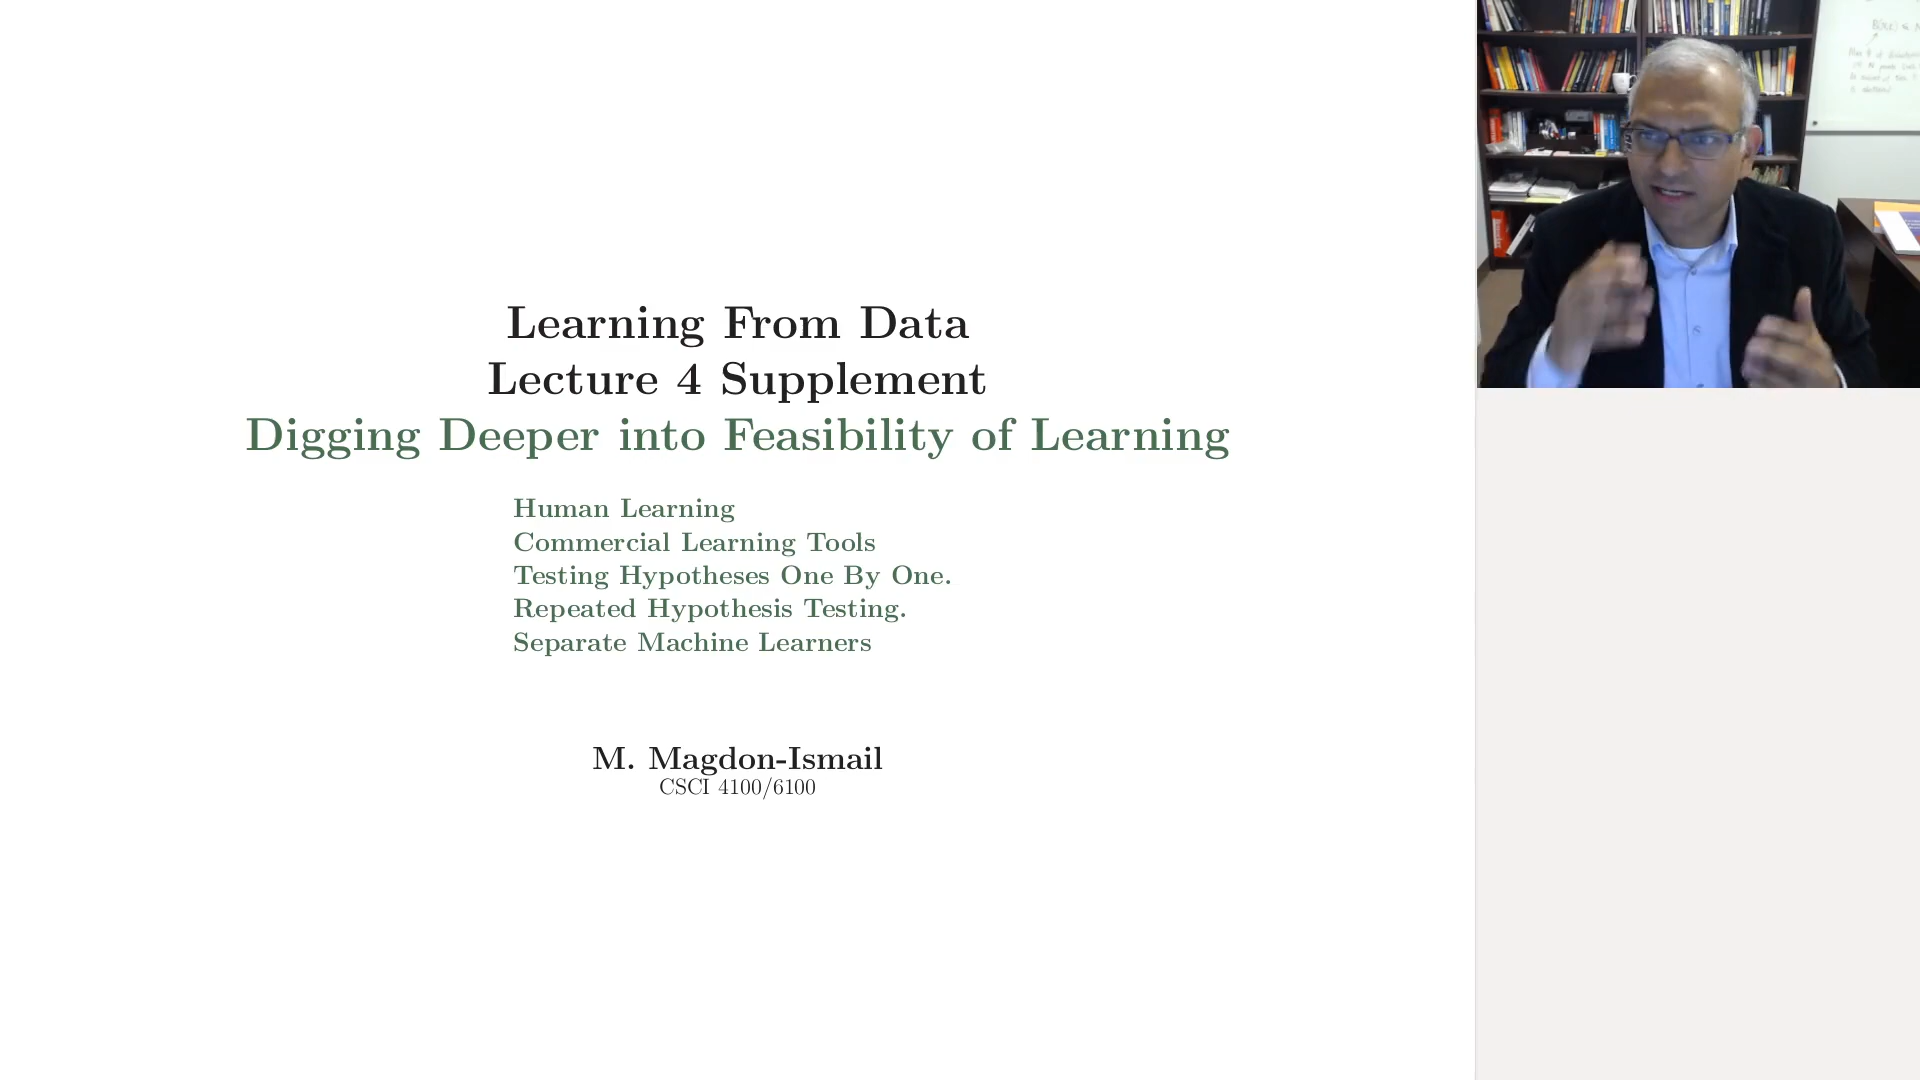 Learning From Data
Lecture 4 Supplement
Digging Deeper into Feasibility of Learning
Human Learning
Commercial Learning Tools
Testing Hypotheses One By One.
Repeated Hypothesis Testing.
Separate Machine Learners
M. Magdon-Ismail
CSCI 4100/6100